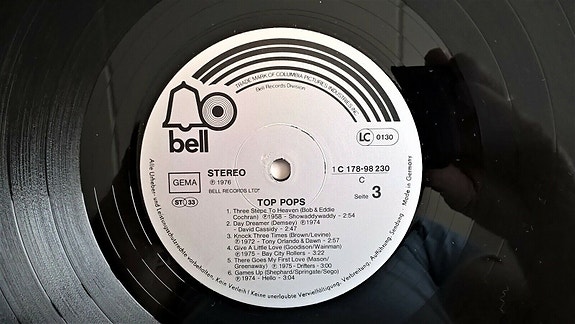 TRADE MARK OF COLUMBIA PICTURES INDUSTRIES, INC.
Bell Records Division
bell
LC 0130
STEREO
℗ 1976
BELL RECORDS LTD
GEMA
ST 33
1 C 178-98 230
C
Seite 3
TOP POPS
1. Three Steps To Heaven (Bob & Eddie
Cochran) ℗ 1958 - Showaddywaddy - 2:54
2. Day Dreamer (Dempsey) ℗ 1974
- David Cassidy - 2:47
3. Knock Three Times (Brown/Levine)
℗ 1972 - Tony Orlando & Dawn - 2:57
4. Give A Little Love (Goodison/Wainman)
℗ 1975 - Bay City Rollers - 3:22
5. There Goes My First Love (Mason/
Greenaway) ℗ 1975 - Drifters - 3:00
6. Games Up (Shephard/Springate/Sego)
℗ 1974 - Hello - 3:04
Alle Urheber- und Leistungsschutzrechte vorbehalten. Kein Verleih! Keine unerlaubte Vervielfältigung, Verbreitung, Aufführung, Sendung.
Made in Germany